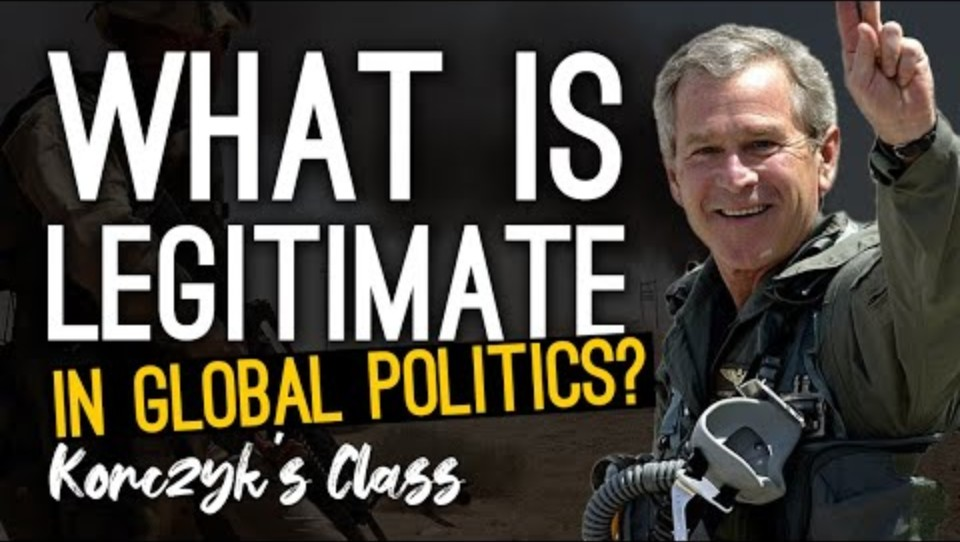 WHAT IS
LEGITIMATE
IN GLOBAL POLITICS?
Korczyk's Class